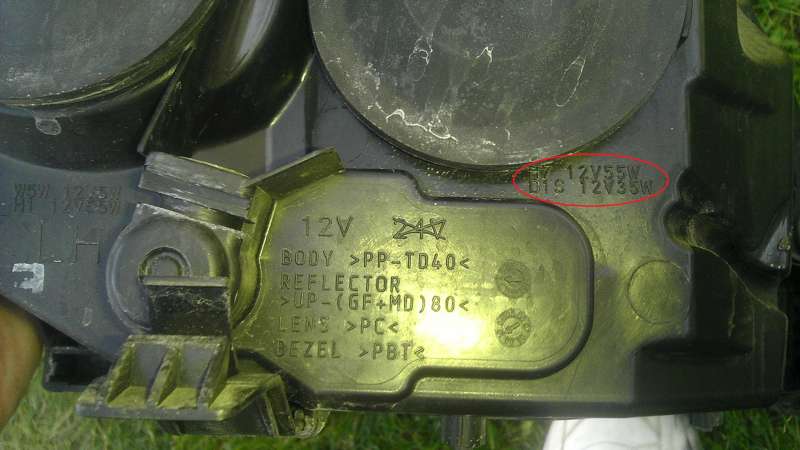 H7 12V55W
D1S 12V35W
W5W 12V5W
H1 12V55W
LH
12V
24V
BODY >PP-TD40<
REFLECTOR
>UP-(GF+MD)80<
LENS >PC<
BEZEL >PBT<